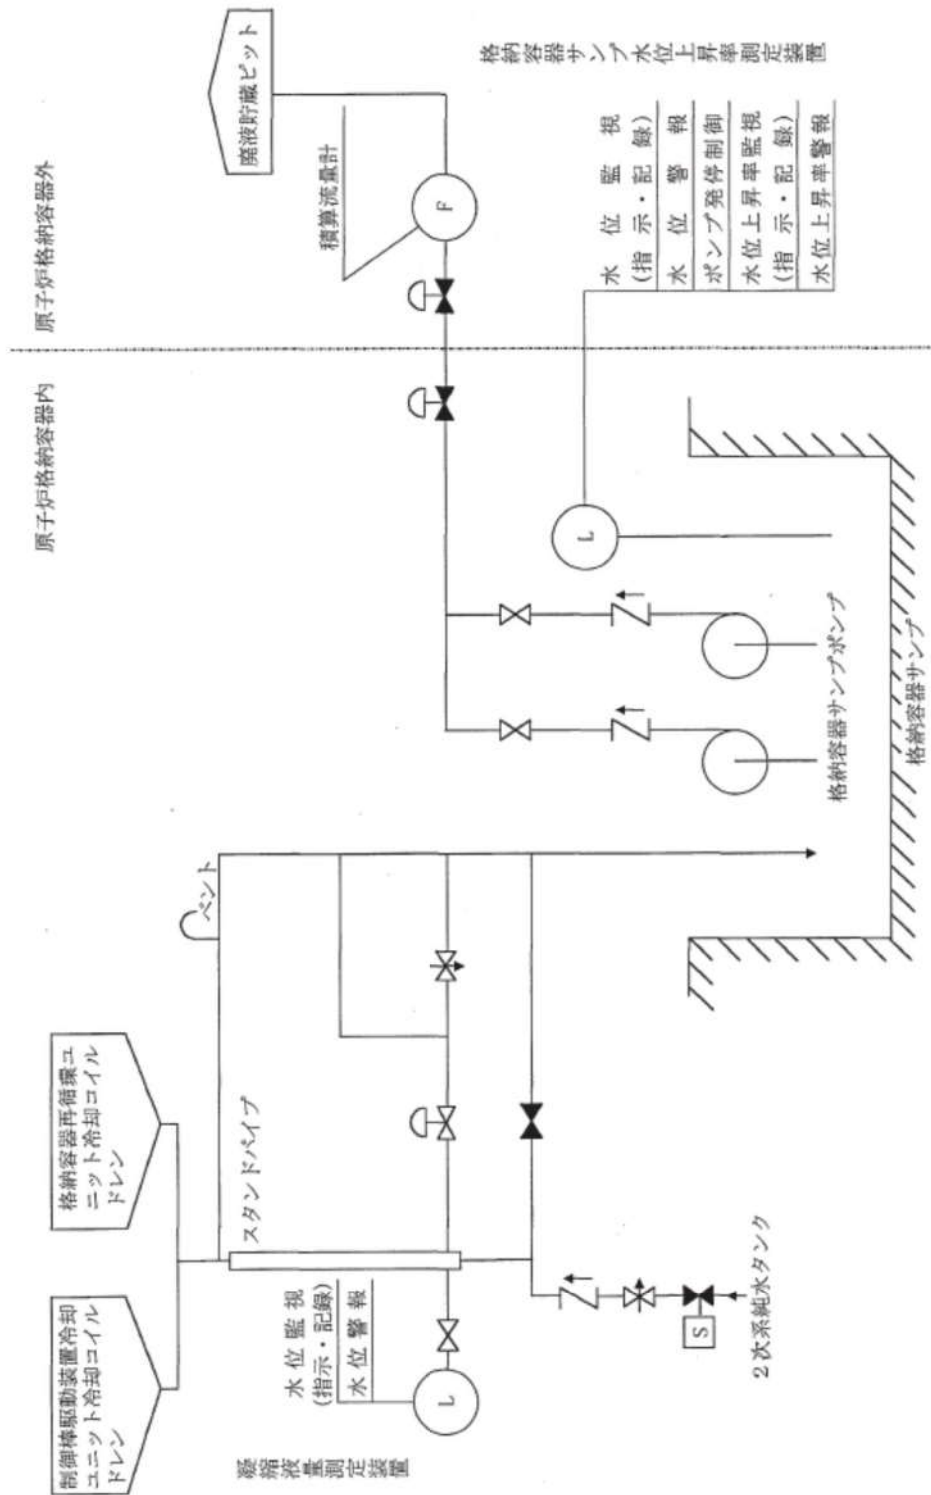 制御棒駆動装置冷却
ユニット冷却コイル
ドレン
格納容器再循環ユ
ニット冷却コイル
ドレン
原子炉格納容器内
原子炉格納容器外
ベント
廃液貯蔵ピット
積算流量計
F
スタンドパイプ
凝縮液量測定装置
水位監視
(指示・記録)
水位警報
L
S
2次系純水タンク
格納容器サンプポンプ
格納容器サンプ
L
格納容器サンプ水位上昇率測定装置
水位監視
(指示・記録)
水位警報
ポンプ発停制御
水位上昇率監視
(指示・記録)
水位上昇率警報